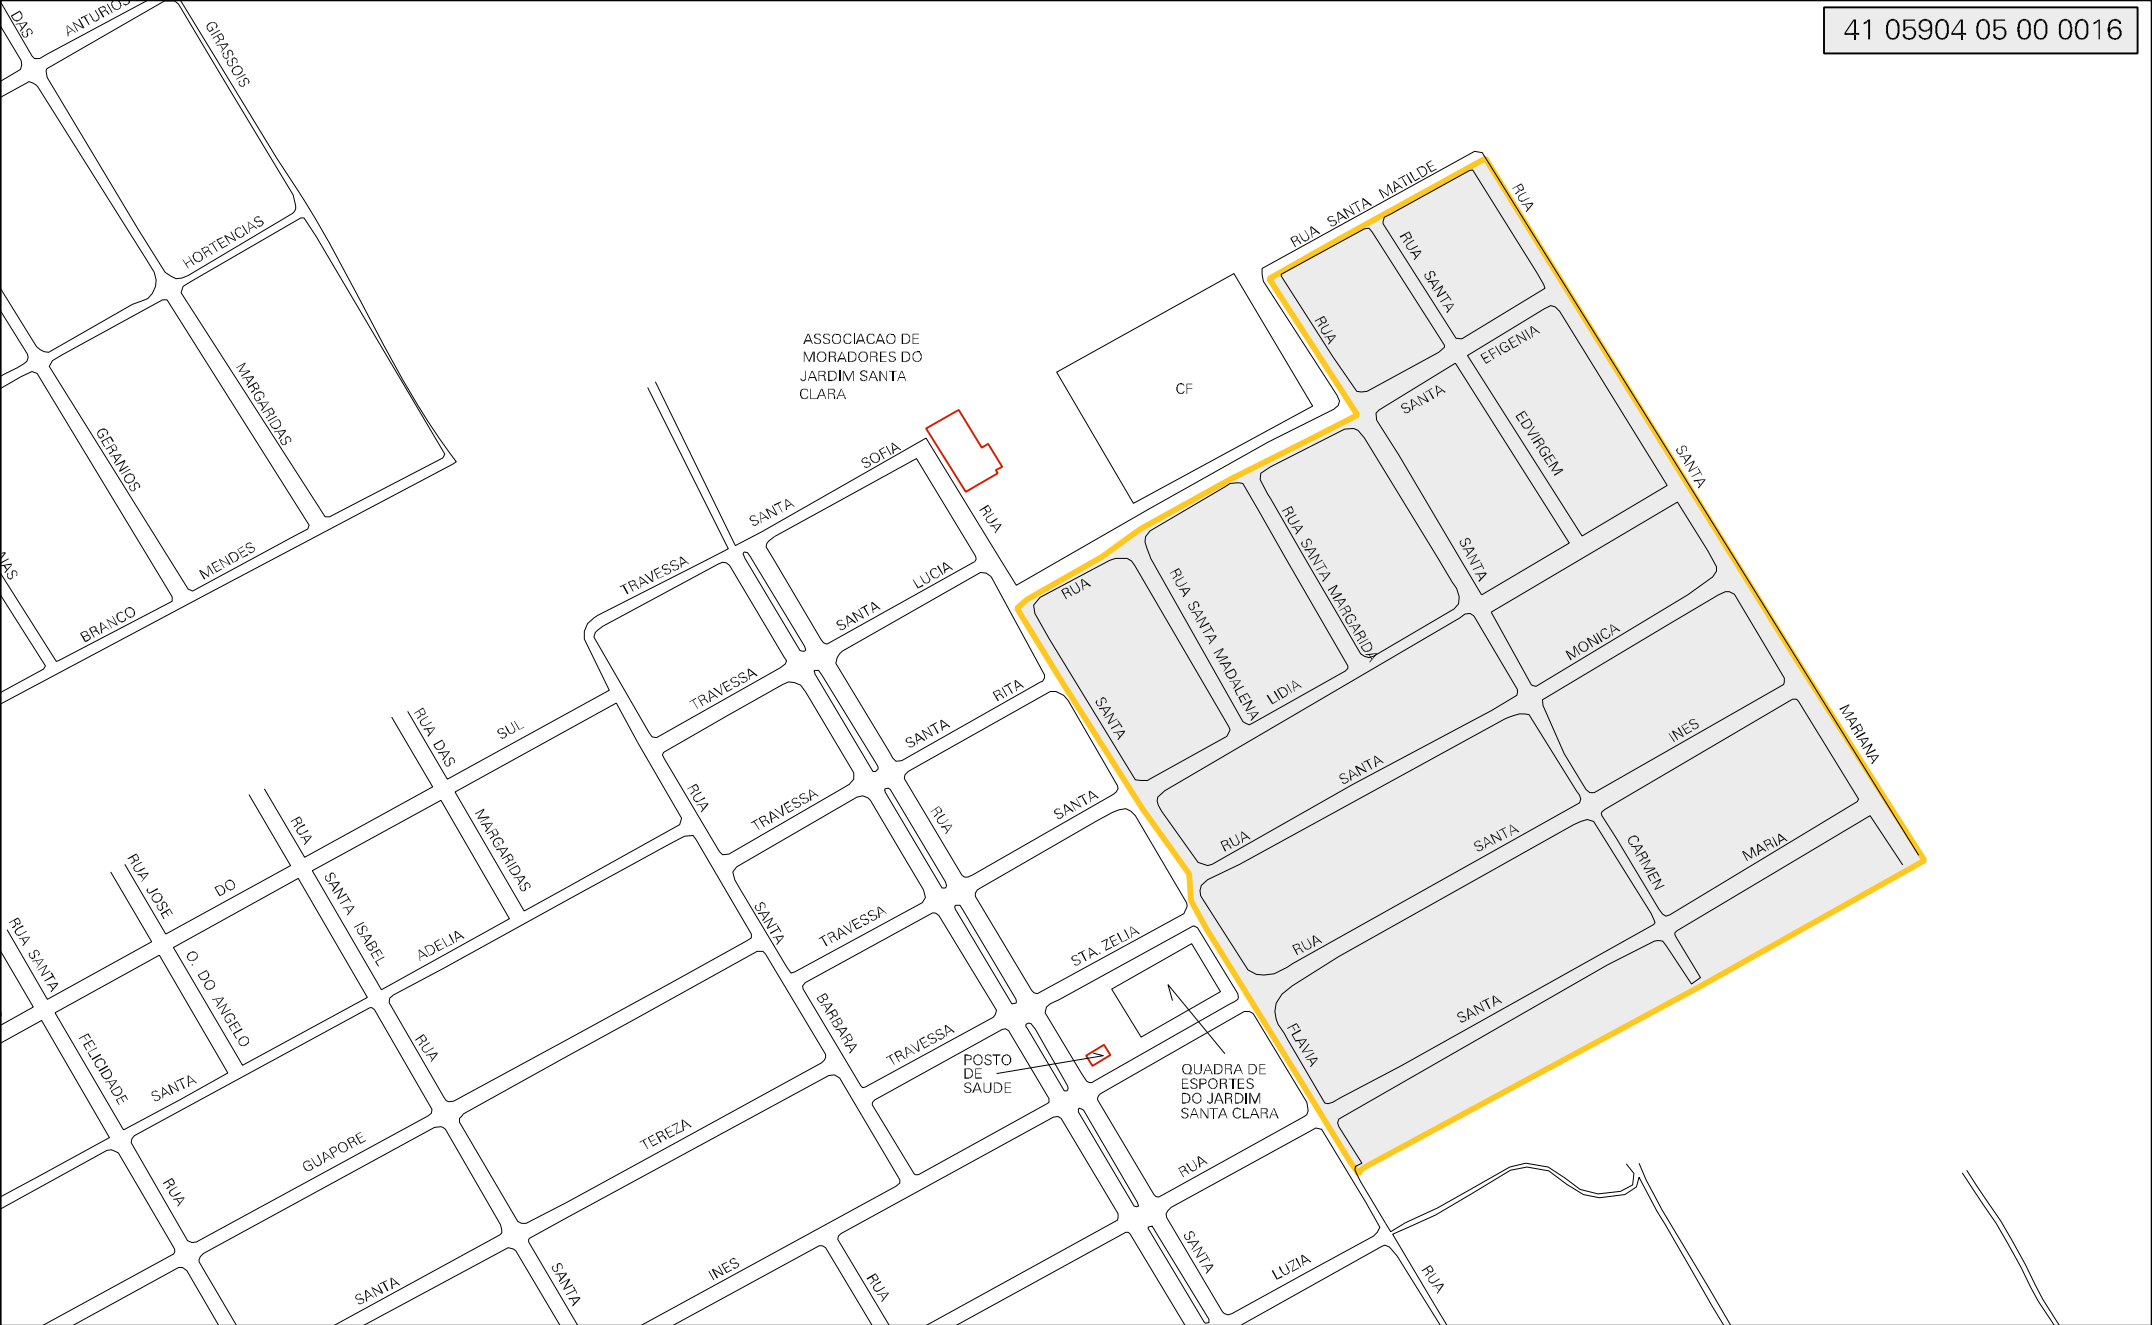 41 05904 05 00 0016
DAS
ANTURIOS
GIRASSOIS
HORTENCIAS
MARGARIDAS
GERANIOS
MENDES
BRANCO
RUA SANTA MATILDE
RUA
RUA SANTA
RUA
EFIGENIA
SANTA
EDVIRGEM
SANTA
SANTA
MARIANA
ASSOCIACAO DE
MORADORES DO
JARDIM SANTA
CLARA
CF
SOFIA
SANTA
TRAVESSA
RUA
LUCIA
SANTA
TRAVESSA
RITA
SANTA
TRAVESSA
RUA
RUA SANTA MADALENA
RUA SANTA MARGARIDA
LIDIA
SANTA
MONICA
SANTA
RUA
INES
SANTA
RUA
CARMEN
MARIA
SANTA
FLAVIA
RUA DAS
MARGARIDAS
SUL
DO
RUA
SANTA ISABEL
RUA JOSE
O. DO ANGELO
RUA SANTA
FELICIDADE
ADELIA
SANTA
RUA
SANTA
BARBARA
RUA
SANTA
TRAVESSA
STA. ZELIA
TRAVESSA
POSTO
DE
SAUDE
QUADRA DE
ESPORTES
DO JARDIM
SANTA CLARA
RUA
GUAPORE
TEREZA
RUA
RUA
SANTA
SANTA
INES
RUA
SANTA
LUZIA
RUA